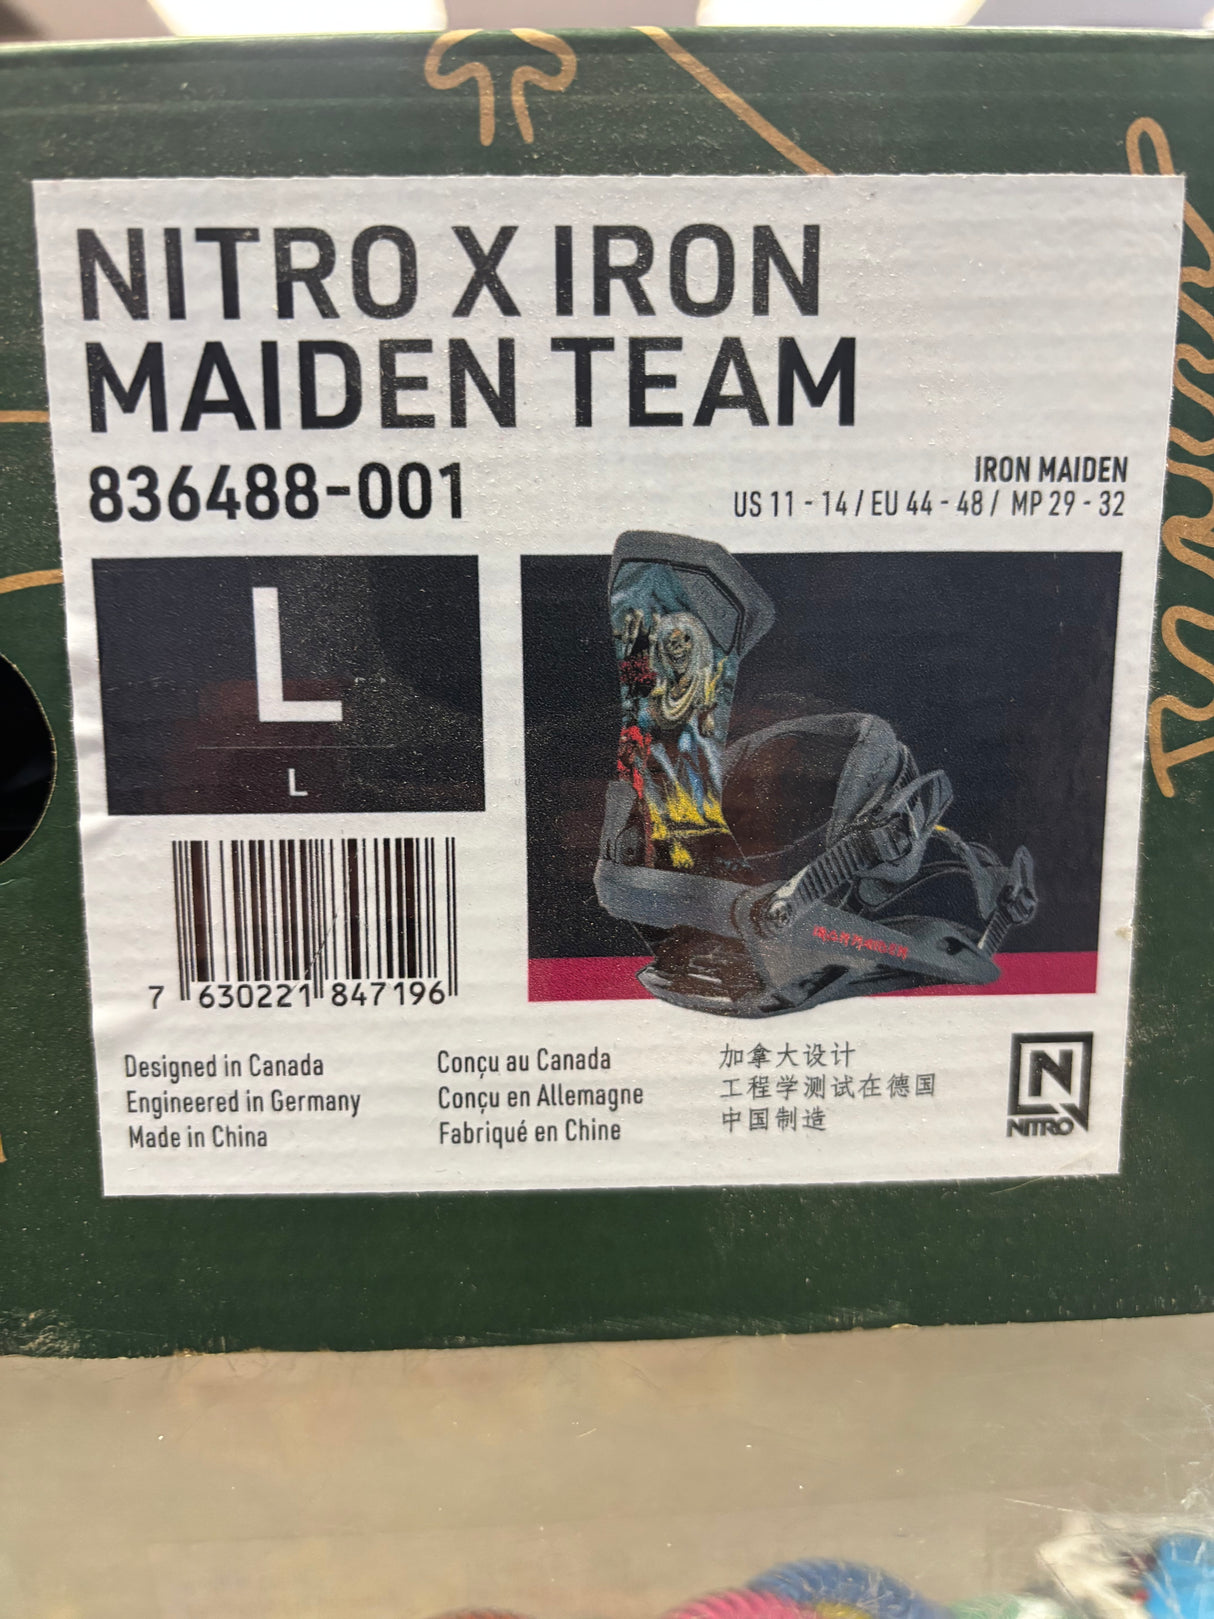 NITRO X IRON
MAIDEN TEAM
836488-001
IRON MAIDEN
US 11 - 14 / EU 44 - 48 / MP 29 - 32
L
L
7 630221 847196
Designed in Canada
Engineered in Germany
Made in China
Conçu au Canada
Conçu en Allemagne
Fabriqué en Chine
加拿大设计
工程学测试在德国
中国制造
N
NITRO